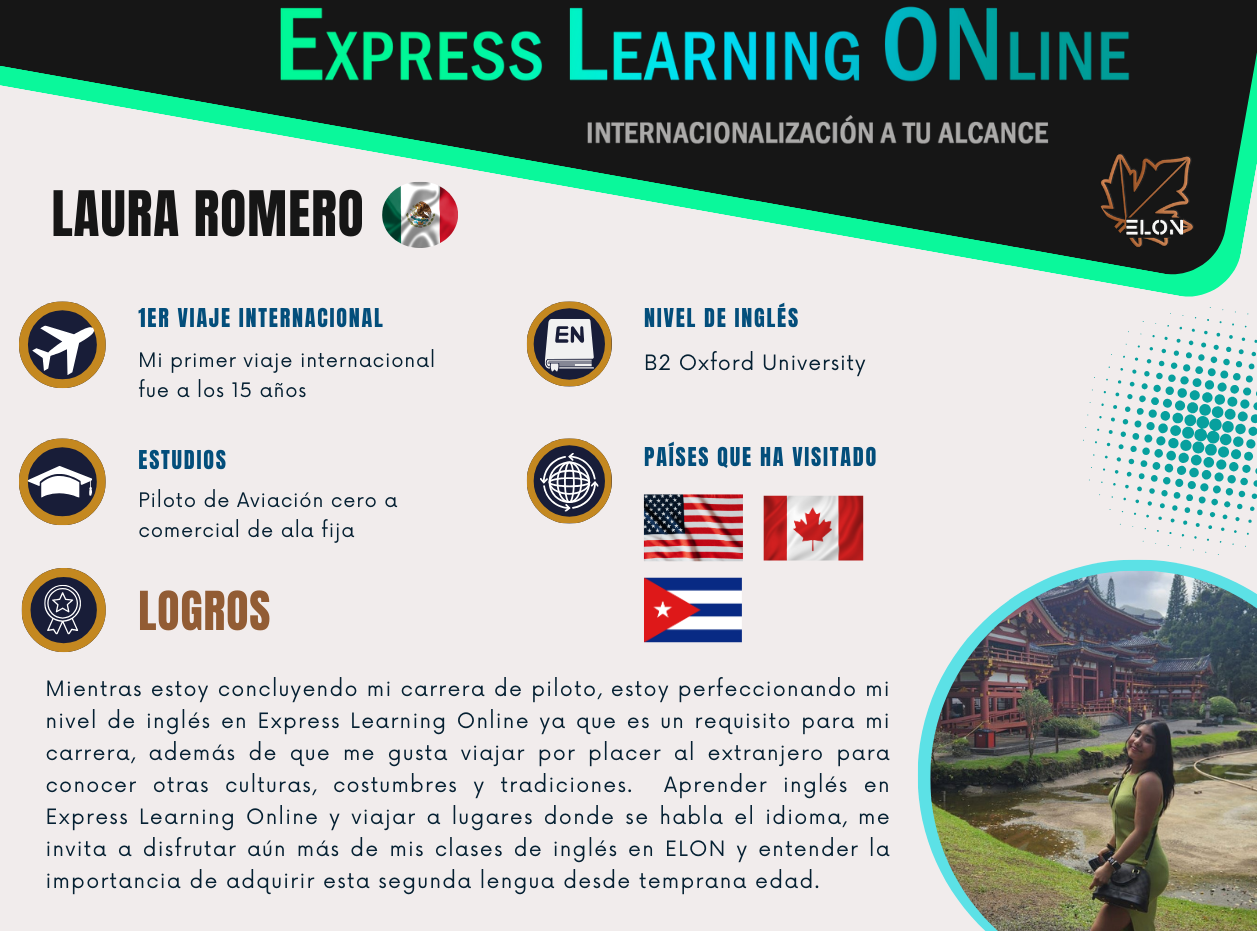 EXPRESS LEARNING ONLINE
INTERNACIONALIZACIÓN A TU ALCANCE
ELON
LAURA ROMERO
1ER VIAJE INTERNACIONAL
Mi primer viaje internacional
fue a los 15 años
EN
NIVEL DE INGLÉS
B2 Oxford University
ESTUDIOS
Piloto de Aviación cero a
comercial de ala fija
PAÍSES QUE HA VISITADO
LOGROS
Mientras estoy concluyendo mi carrera de piloto, estoy perfeccionando mi
nivel de inglés en Express Learning Online ya que es un requisito para mi
carrera, además de que me gusta viajar por placer al extranjero para
conocer otras culturas, costumbres y tradiciones. Aprender inglés en
Express Learning Online y viajar a lugares donde se habla el idioma, me
invita a disfrutar aún más de mis clases de inglés en ELON y entender la
importancia de adquirir esta segunda lengua desde temprana edad.